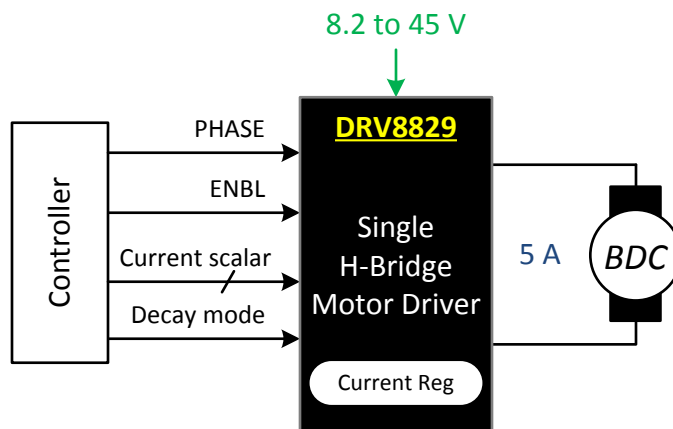 8.2 to 45 V
Controller
PHASE
ENBL
Current scalar
Decay mode
DRV8829
Single
H-Bridge
Motor Driver
Current Reg
5 A
BDC